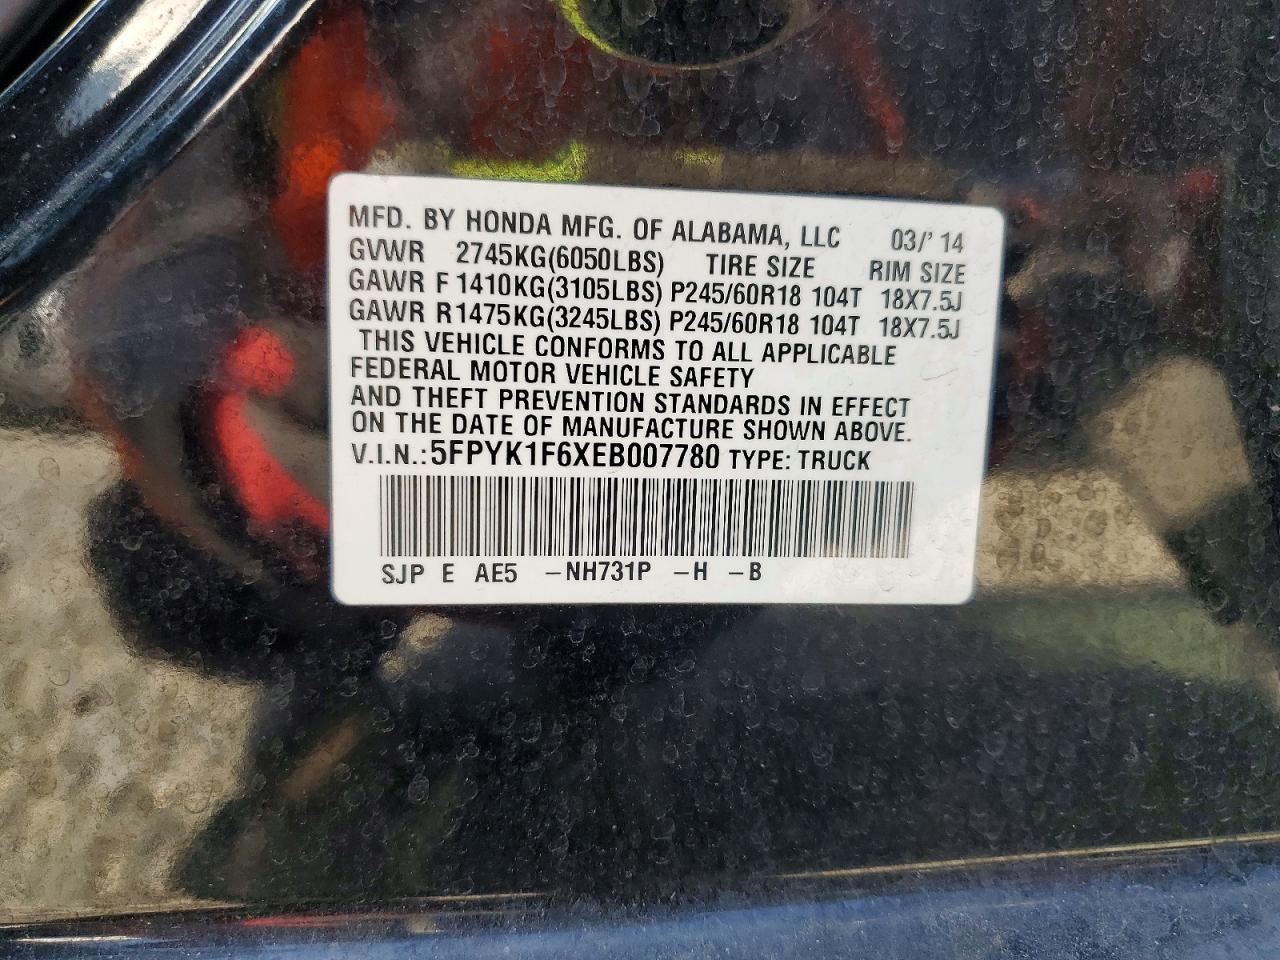 MFD. BY HONDA MFG. OF ALABAMA, LLC 03/'14
GVWR 2745KG(6050LBS) TIRE SIZE RIM SIZE
GAWR F 1410KG(3105LBS) P245/60R18 104T 18X7.5J
GAWR R1475KG(3245LBS) P245/60R18 104T 18X7.5J
THIS VEHICLE CONFORMS TO ALL APPLICABLE
FEDERAL MOTOR VEHICLE SAFETY
AND THEFT PREVENTION STANDARDS IN EFFECT
ON THE DATE OF MANUFACTURE SHOWN ABOVE.
V.I.N.:5FPYK1F6XEB007780 TYPE: TRUCK
SJP E AE5 -NH731P -H -B